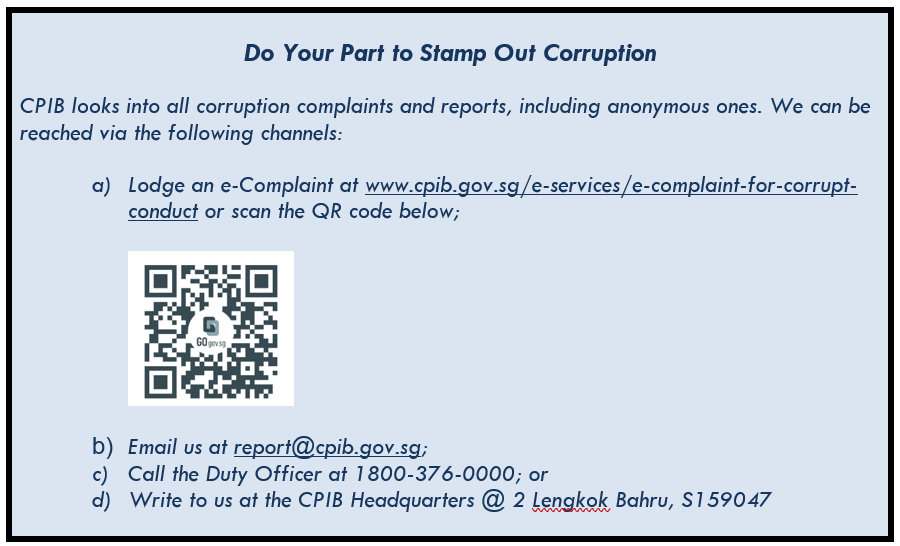 Do Your Part to Stamp Out Corruption
CPIB looks into all corruption complaints and reports, including anonymous ones. We can be
reached via the following channels:
a) Lodge an e-Complaint at www.cpib.gov.sg/e-services/e-complaint-for-corrupt-
conduct or scan the QR code below;
GO.gov.sg
b) Email us at report@cpib.gov.sg;
c) Call the Duty Officer at 1800-376-0000; or
d) Write to us at the CPIB Headquarters @ 2 Lengkok Bahru, S159047